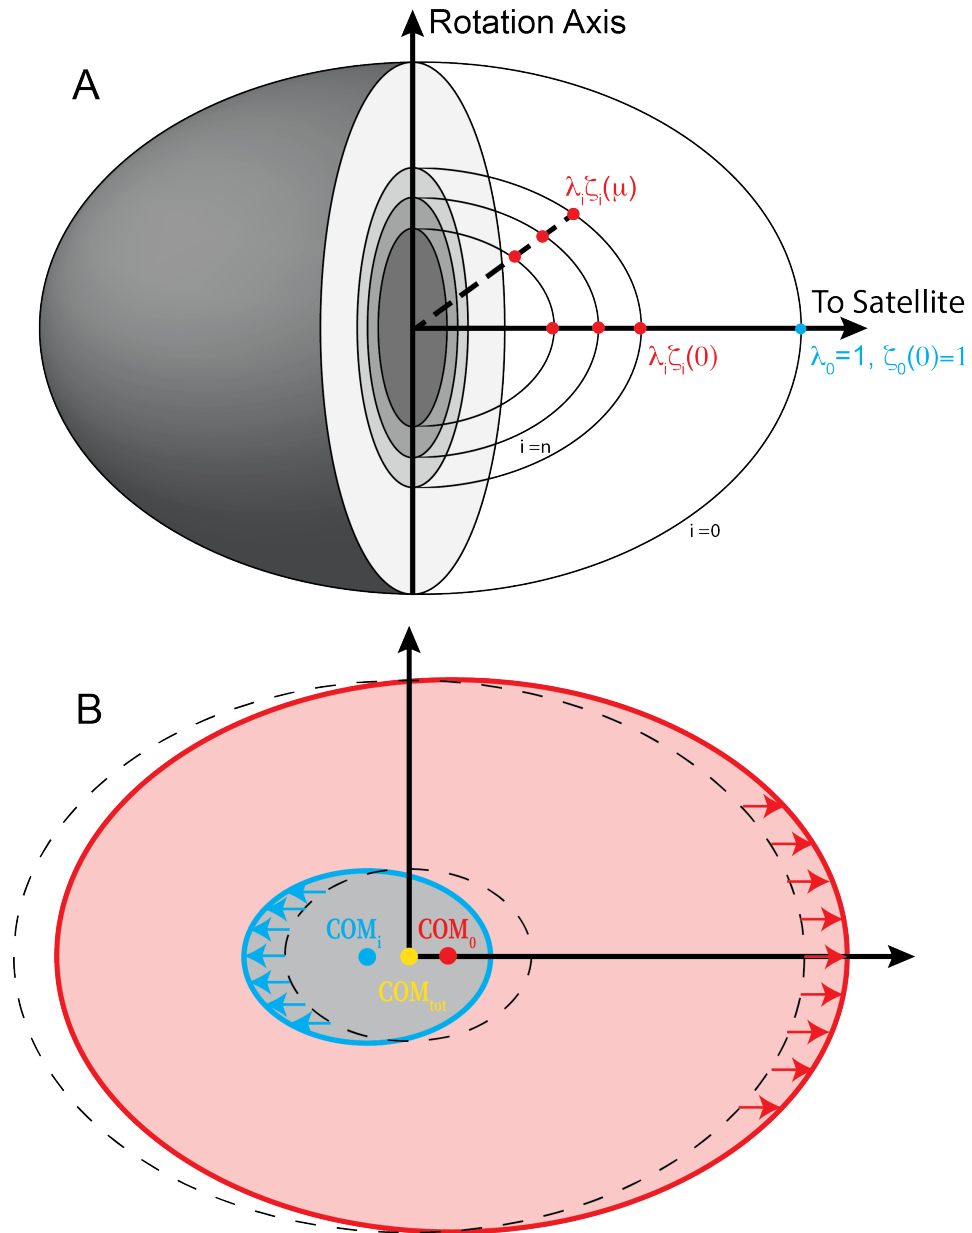 Rotation Axis
A
λᵢζᵢ(μ)
To Satellite
λᵢζᵢ(0)
λ₀=1, ζ₀(0)=1
i=n
i=0
B
COMᵢ
COM₀
COMₜₒₜ